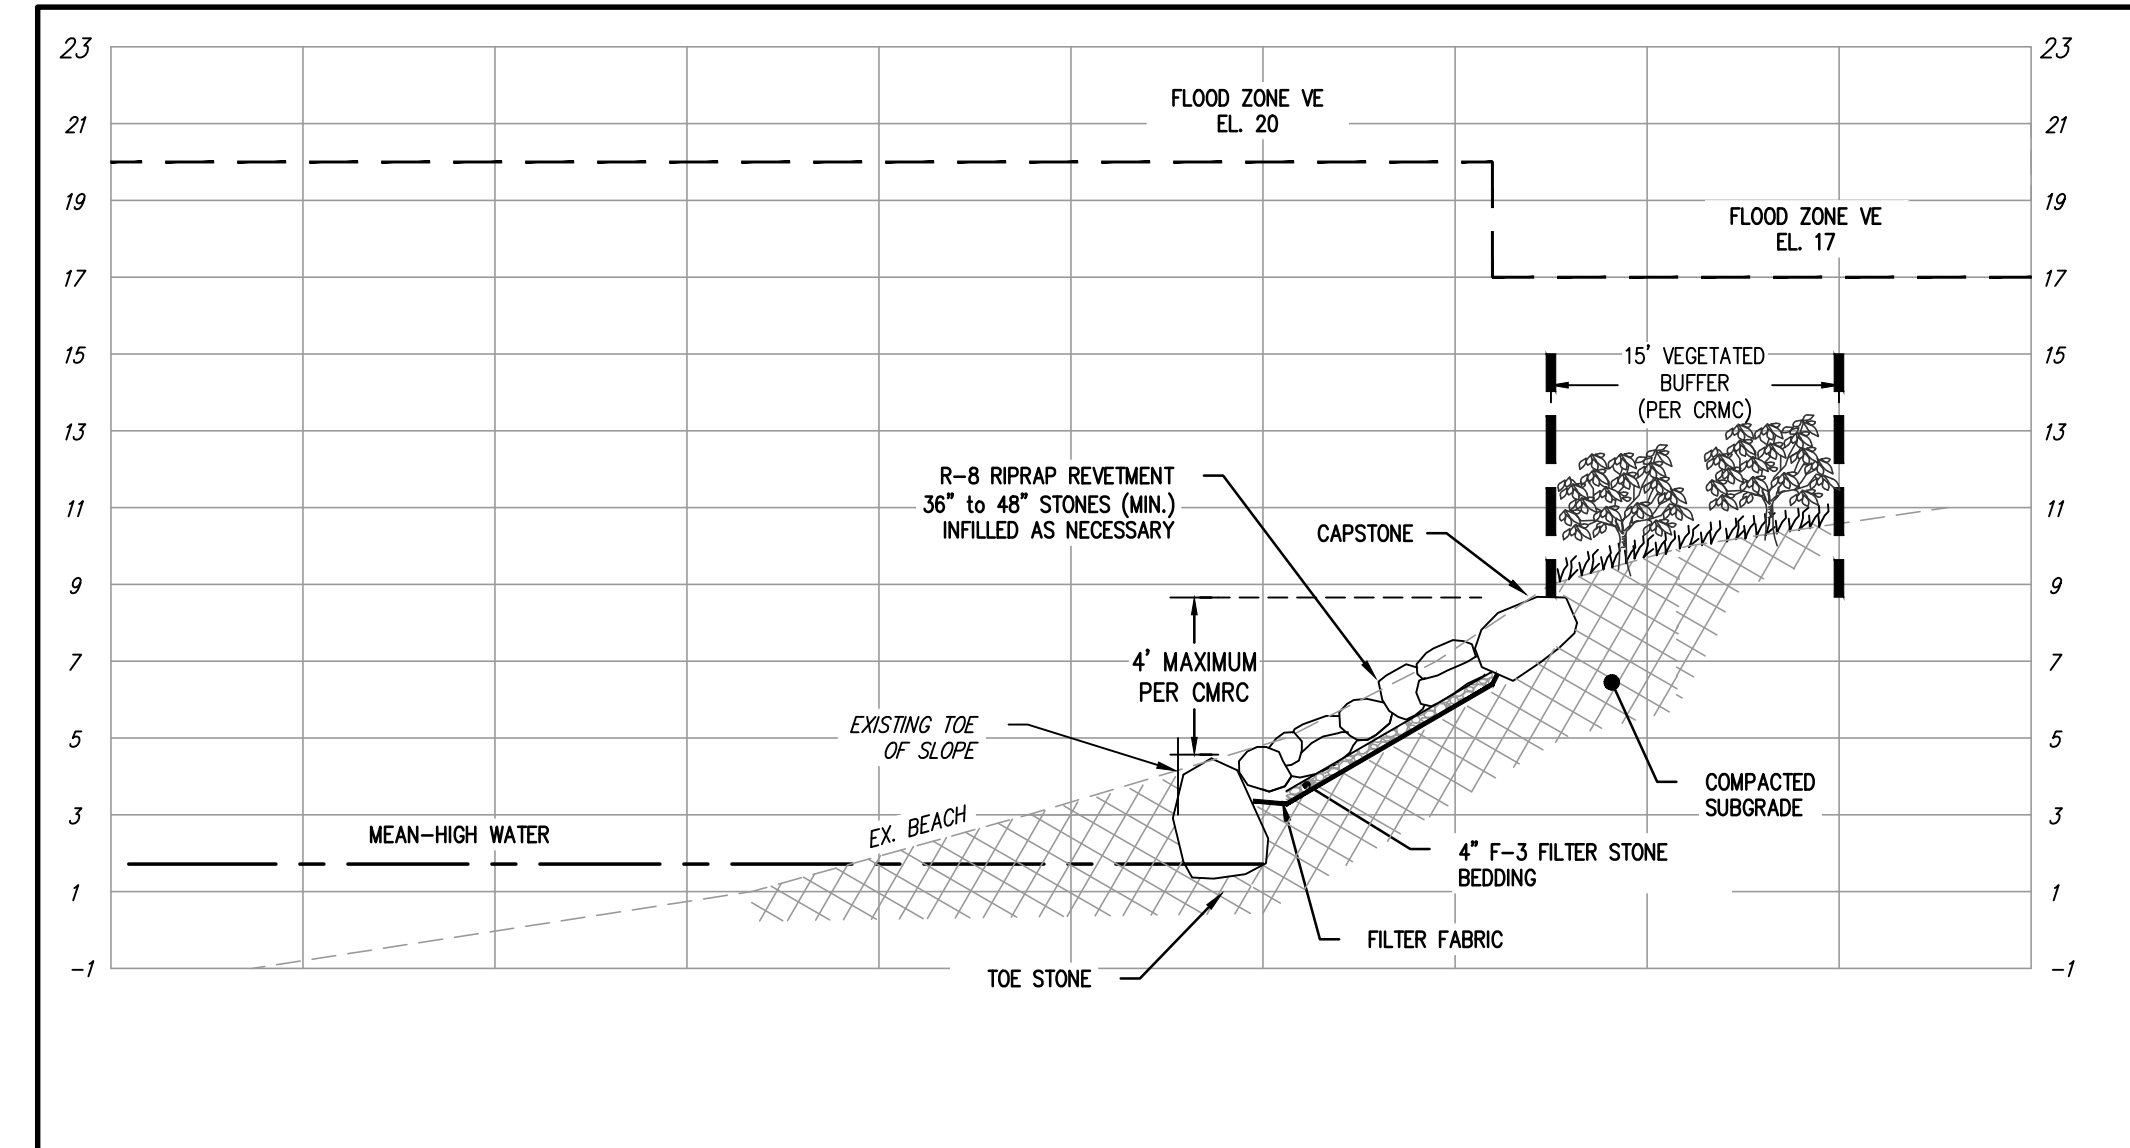 23
23
FLOOD ZONE VE
EL. 20
21
21
19
19
FLOOD ZONE VE
EL. 17
17
17
15
15
15' VEGETATED
BUFFER
(PER CRMC)
13
13
R-8 RIPRAP REVETMENT
36" to 48" STONES (MIN.)
INFILLED AS NECESSARY
11
11
CAPSTONE
9
9
7
7
4' MAXIMUM
PER CMRC
EXISTING TOE
OF SLOPE
5
5
COMPACTED
SUBGRADE
3
3
EX. BEACH
MEAN-HIGH WATER
4" F-3 FILTER STONE
BEDDING
1
1
FILTER FABRIC
-1
-1
TOE STONE